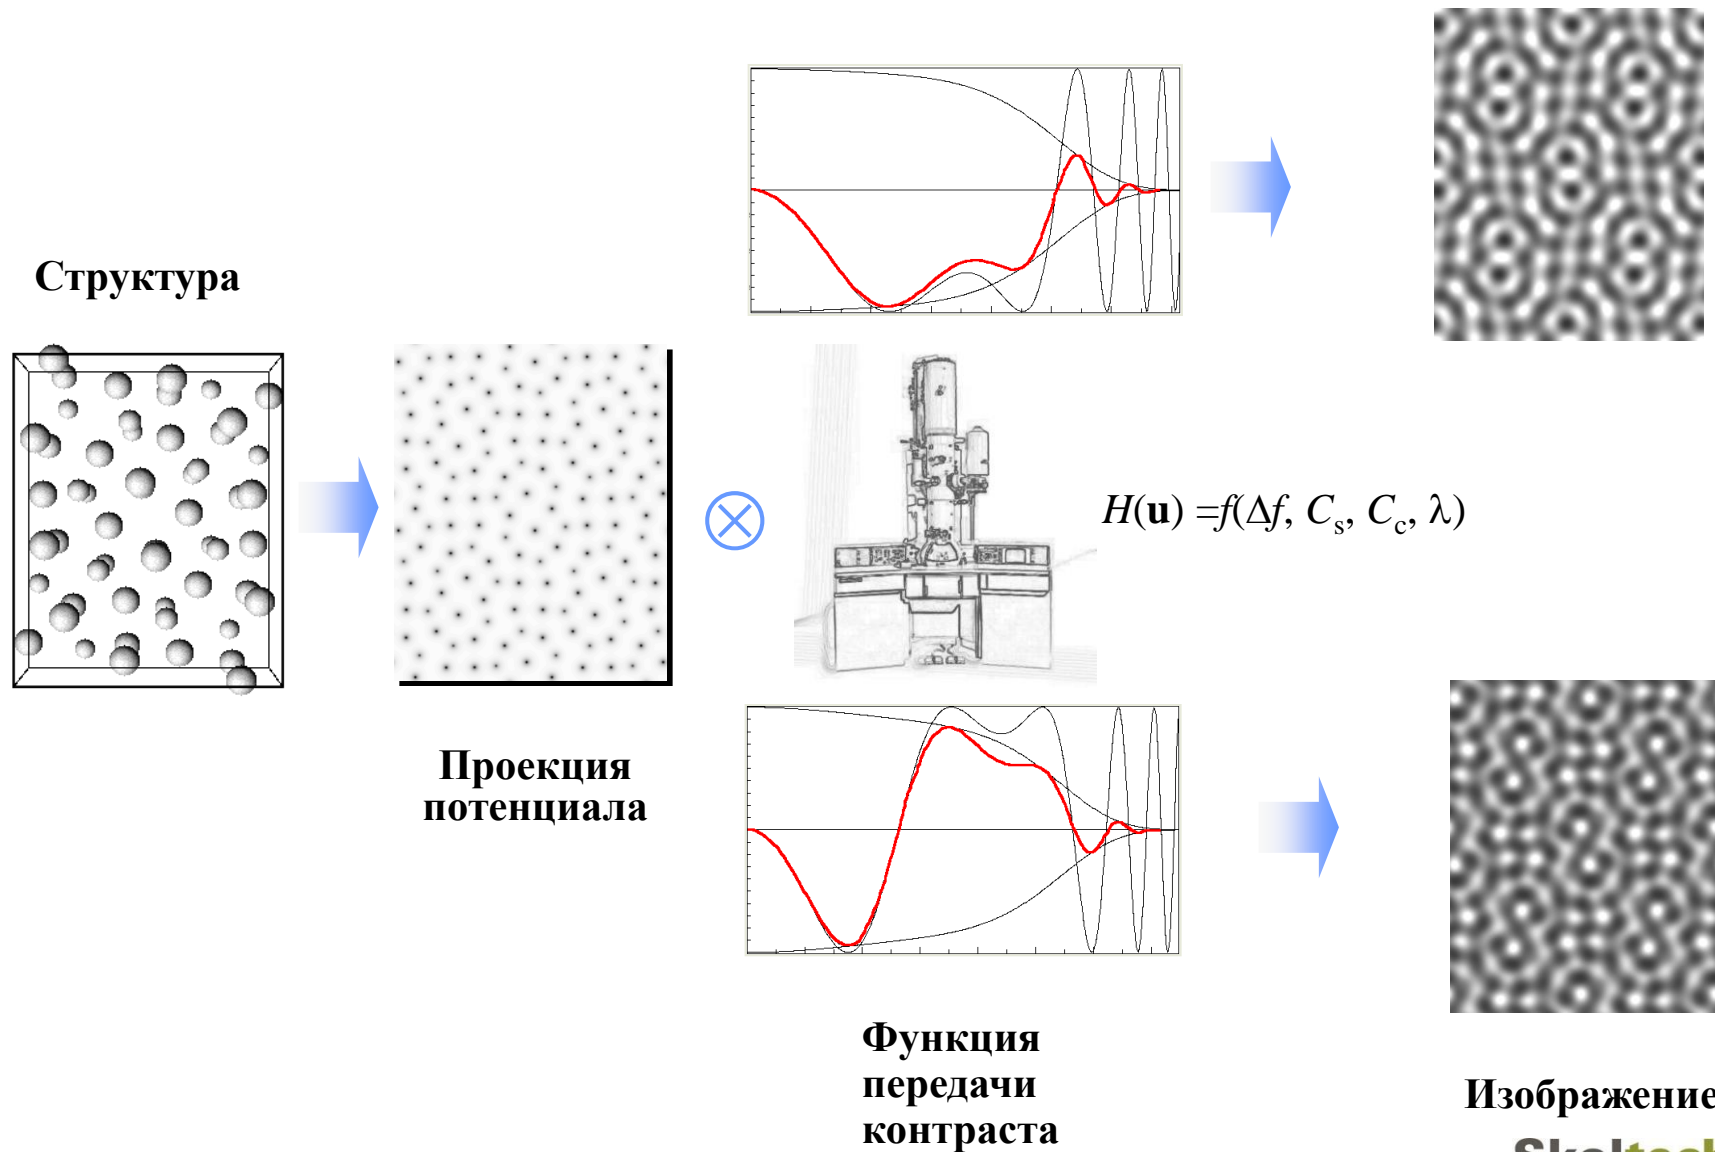 Структура
Проекция
потенциала
H(u) =f(Δf, Cs, Cc, λ)
Функция
передачи
контраста
Изображение